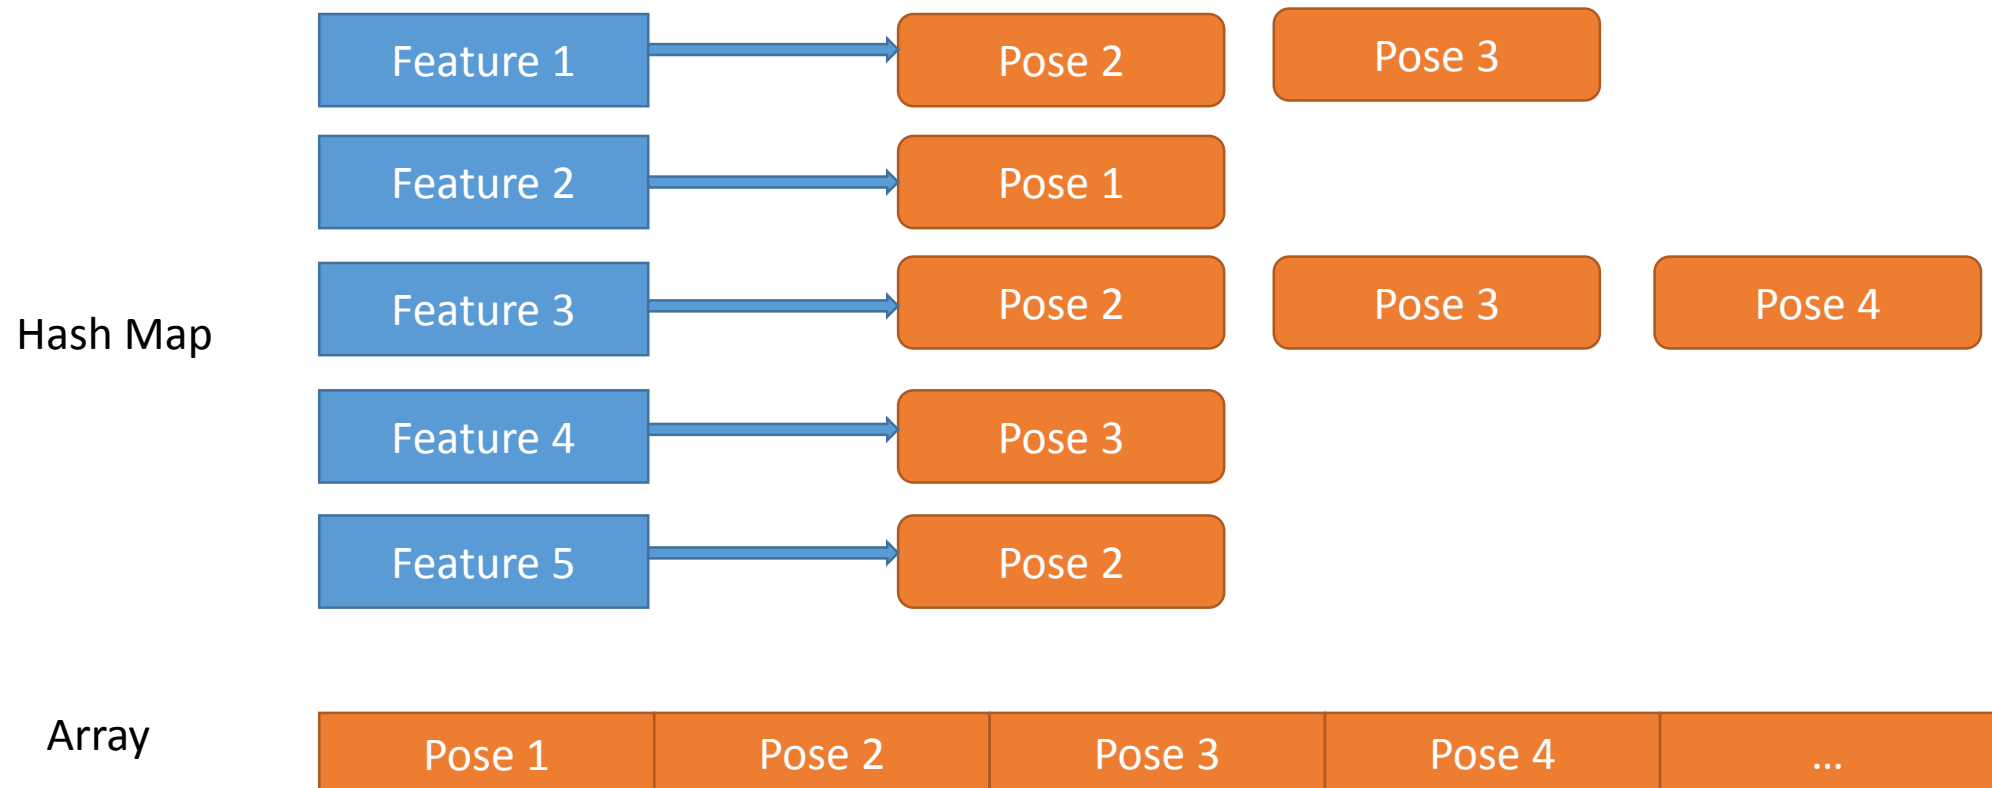 Feature 1
Pose 2
Pose 3
Feature 2
Pose 1
Hash Map
Feature 3
Pose 2
Pose 3
Pose 4
Feature 4
Pose 3
Feature 5
Pose 2
Array
Pose 1
Pose 2
Pose 3
Pose 4
...